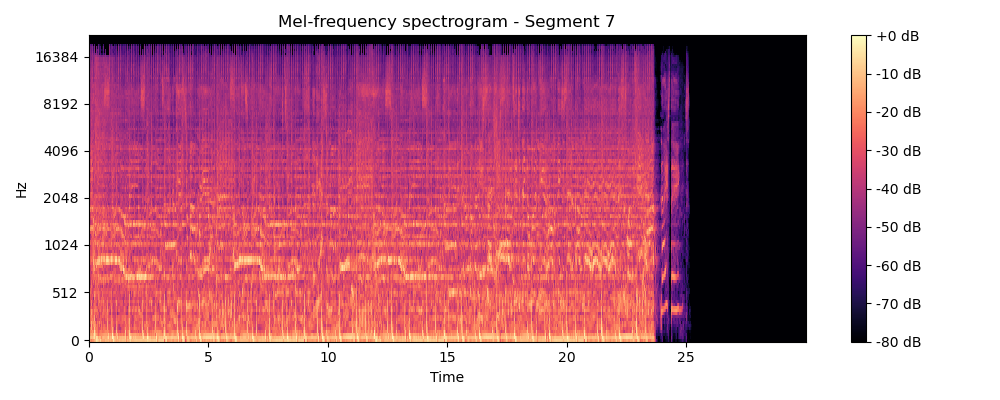 Mel-frequency spectrogram - Segment 7
Hz
16384
8192
4096
2048
1024
512
0
0 5 10 15 20 25
Time
+0 dB
-10 dB
-20 dB
-30 dB
-40 dB
-50 dB
-60 dB
-70 dB
-80 dB